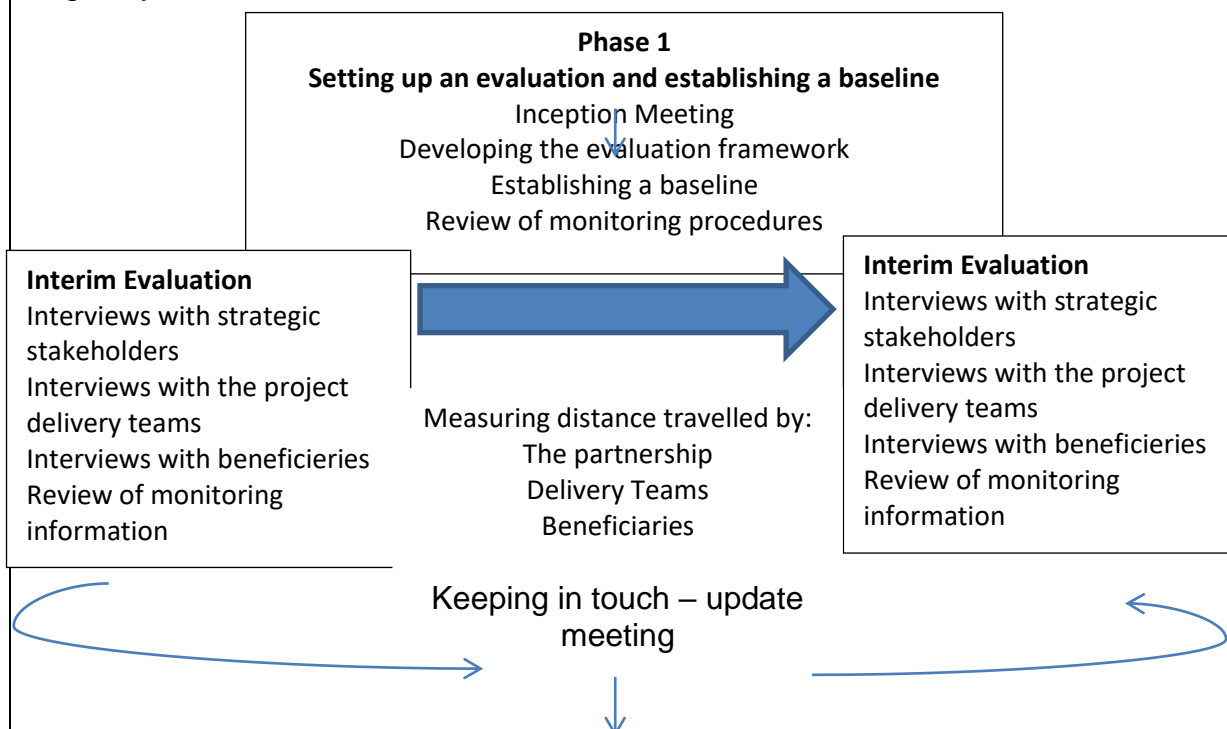 Phase 1
Setting up an evaluation and establishing a baseline
Inception Meeting
Developing the evaluation framework
Establishing a baseline
Review of monitoring procedures
Interim Evaluation
Interviews with strategic
stakeholders
Interviews with the project
delivery teams
Interviews with beneficieries
Review of monitoring
information
Measuring distance travelled by:
The partnership
Delivery Teams
Beneficiaries
Interim Evaluation
Interviews with strategic
stakeholders
Interviews with the project
delivery teams
Interviews with beneficieries
Review of monitoring
information
Keeping in touch – update
meeting